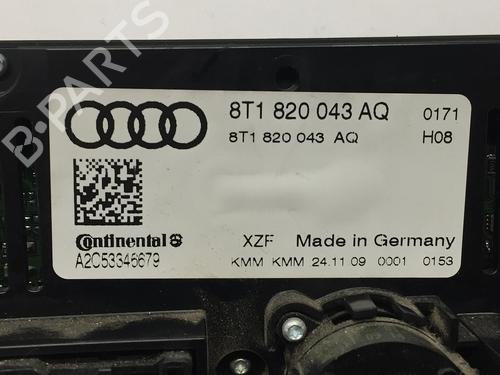 B-PARTS
8T1 820 043 AQ 0171
8T1 820 043 AQ H08
Continental XZF Made in Germany
A2C53346679 KMM KMM 24.11 09 0001 0153
B-PARTS